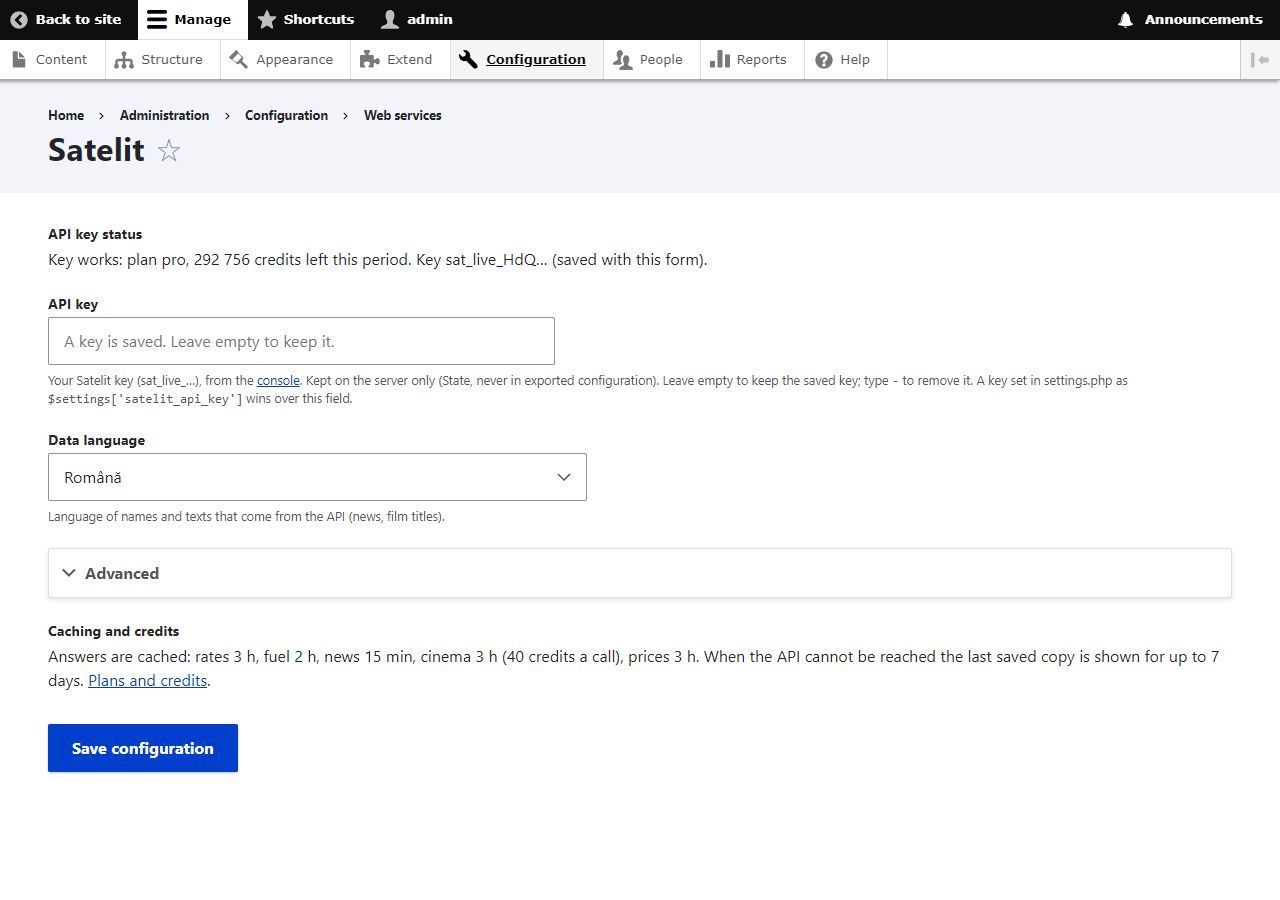 Back to site Manage Shortcuts admin Announcements
Content Structure Appearance Extend Configuration People Reports Help
Home › Administration › Configuration › Web services
Satelit
API key status
Key works: plan pro, 292 756 credits left this period. Key sat_live_HdQ… (saved with this form).
API key
A key is saved. Leave empty to keep it.
Your Satelit key (sat_live_…), from the console. Kept on the server only (State, never in exported configuration). Leave empty to keep the saved key; type - to remove it. A key set in settings.php as
$settings['satelit_api_key'] wins over this field.
Data language
Română
Language of names and texts that come from the API (news, film titles).
Advanced
Caching and credits
Answers are cached: rates 3 h, fuel 2 h, news 15 min, cinema 3 h (40 credits a call), prices 3 h. When the API cannot be reached the last saved copy is shown for up to 7
days. Plans and credits.
Save configuration